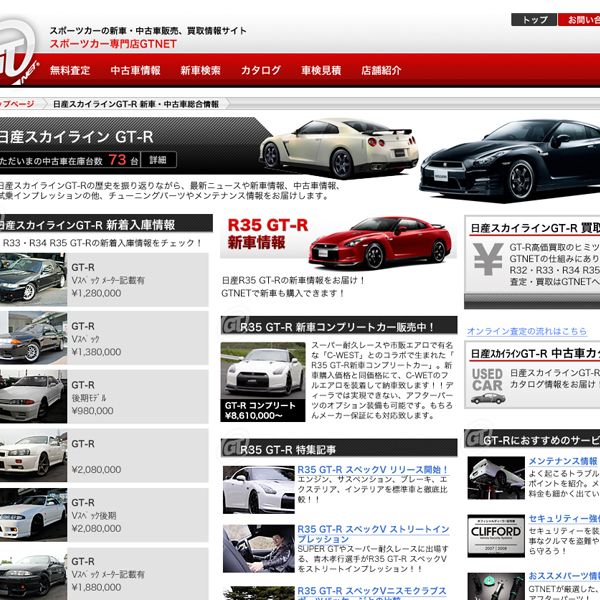 トップ
お問い合
スポーツカーの新車・中古車販売、買取情報サイト
スポーツカー専門店GTNET
無料査定
中古車情報
新車検索
カタログ
車検見積
店舗紹介
ップページ
日産スカイラインGT-R 新車・中古車総合情報
日産スカイライン GT-R
ただいまの中古車在庫台数 73 台
詳細
日産スカイラインGT-Rの歴史を振り返りながら、最新ニュースや新車情報、中古車情報、
試乗インプレッションの他、チューニングパーツやメンテナンス情報をお届けします。
日産スカイラインGT-R 新着入庫情報
R33・R34 R35 GT-Rの新着入庫情報をチェック！
GT-R
Vスペック メーター記載有
¥1,280,000
GT-R
Vスペック
¥1,380,000
GT-R
後期モデル
¥980,000
GT-R
¥2,080,000
GT-R
Vスペック後期
¥2,080,000
GT-R
Vスペック メーター記載有
¥1,880,000
R35 GT-R
新車情報
日産R35 GT-Rの新車情報をお届け！
GTNETで新車も購入できます！
R35 GT-R 新車コンプリートカー販売中！
スーパー耐久レースや市販エアロで有名
な「C-WEST」とのコラボで生まれた「
R35 GT-R新車コンプリートカー」。新
車購入価格と同価格にて、C-WETのフ
ルエアロを装着して納車致します！！ディ
ーラでは実現できない、アフターパー
ツのオプション装備も可能です。もちろ
んメーカー保証にも対応致します。
GT-R コンプリート
¥8,610,000～
R35 GT-R 特集記事
R35 GT-R スペックV リリース開始！
エンジン、サスペンション、ブレーキ、エ
クステリア、インテリアを標準車と徹底比
較！！
R35 GT-R スペックV ストリートイン
プレッション
SUPER GTやスーパー耐久レースに出場す
る、青木孝行選手がR35 GT-R スペックV
をストリートインプレッション！！
R35 GT-R スペックVニスモクラブス
日産スカイラインGT-R 買取
GT-R高価買取のヒミツ
GTNETの仕組みにあり
R32・R33・R34 R35
査定・買取はGTNETへ
オンライン査定の流れはこちら
日産スカイラインGT-R 中古車カ
USED
CAR
日産スカイラインGT-R
カタログ情報をお届け！
GT-Rにおすすめのサービ
メンテナンス情報
よく起こるトラブル
ポイントを紹介。メ
料金も細かく出てい
セキュリティー強
セキュリティーを装
事なクルマを盗難や
ら守ろう！
CLIFFORD
2007
2008
おススメパーツ情
GTNETが厳選した、
アフターパーツ！